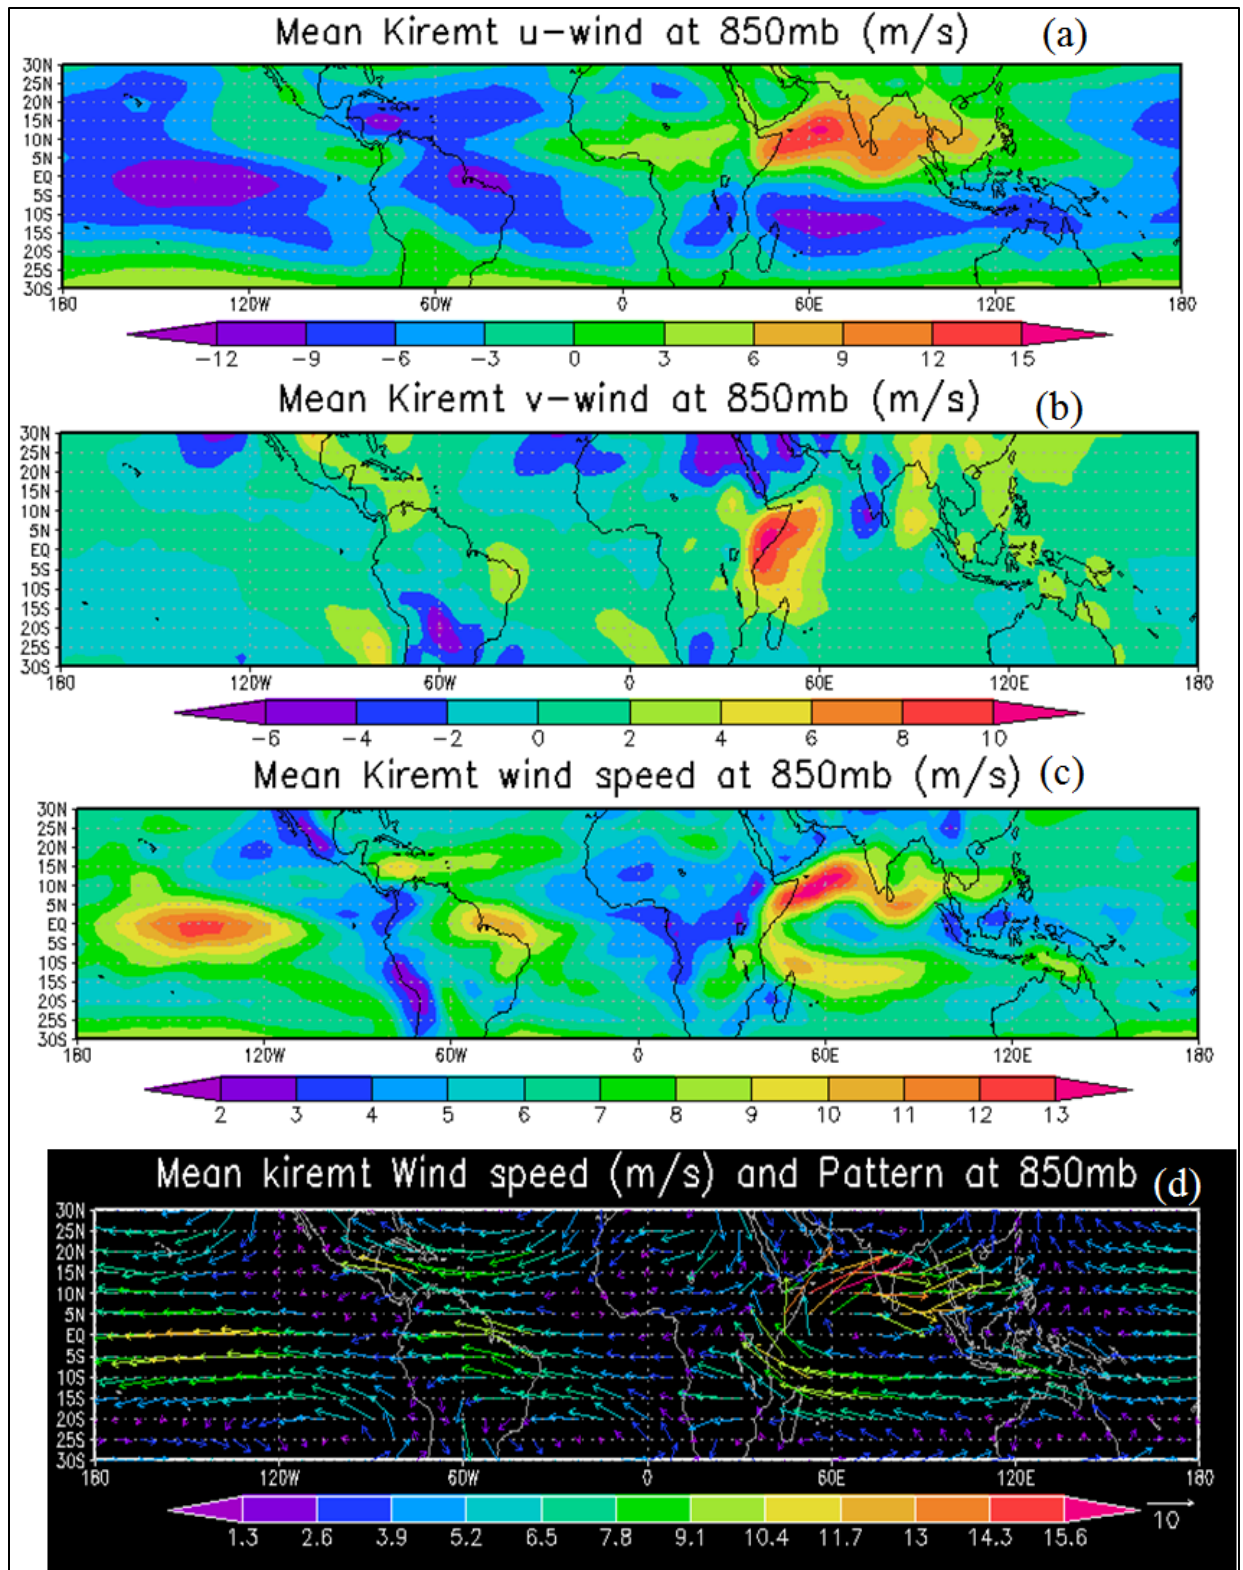 Mean Kiremt u-wind at 850mb (m/s) (a)
30N
25N
20N
15N
10N
5N
EQ
5S
10S
15S
20S
25S
30S
180 120W 60W 0 60E 120E 180
-12 -9 -6 -3 0 3 6 9 12 15
Mean Kiremt v-wind at 850mb (m/s) (b)
30N
25N
20N
15N
10N
5N
EQ
5S
10S
15S
20S
25S
30S
180 120W 60W 0 60E 120E 180
-6 -4 -2 0 2 4 6 8 10
Mean Kiremt wind speed at 850mb (m/s) (c)
30N
25N
20N
15N
10N
5N
EQ
5S
10S
15S
20S
25S
30S
180 120W 60W 0 60E 120E 180
2 3 4 5 6 7 8 9 10 11 12 13
Mean kiremt Wind speed (m/s) and Pattern at 850mb (d)
30N
25N
20N
15N
10N
5N
EQ
5S
10S
15S
20S
25S
30S
180 120W 60W 0 60E 120E 180
1.3 2.6 3.9 5.2 6.5 7.8 9.1 10.4 11.7 13 14.3 15.6 10